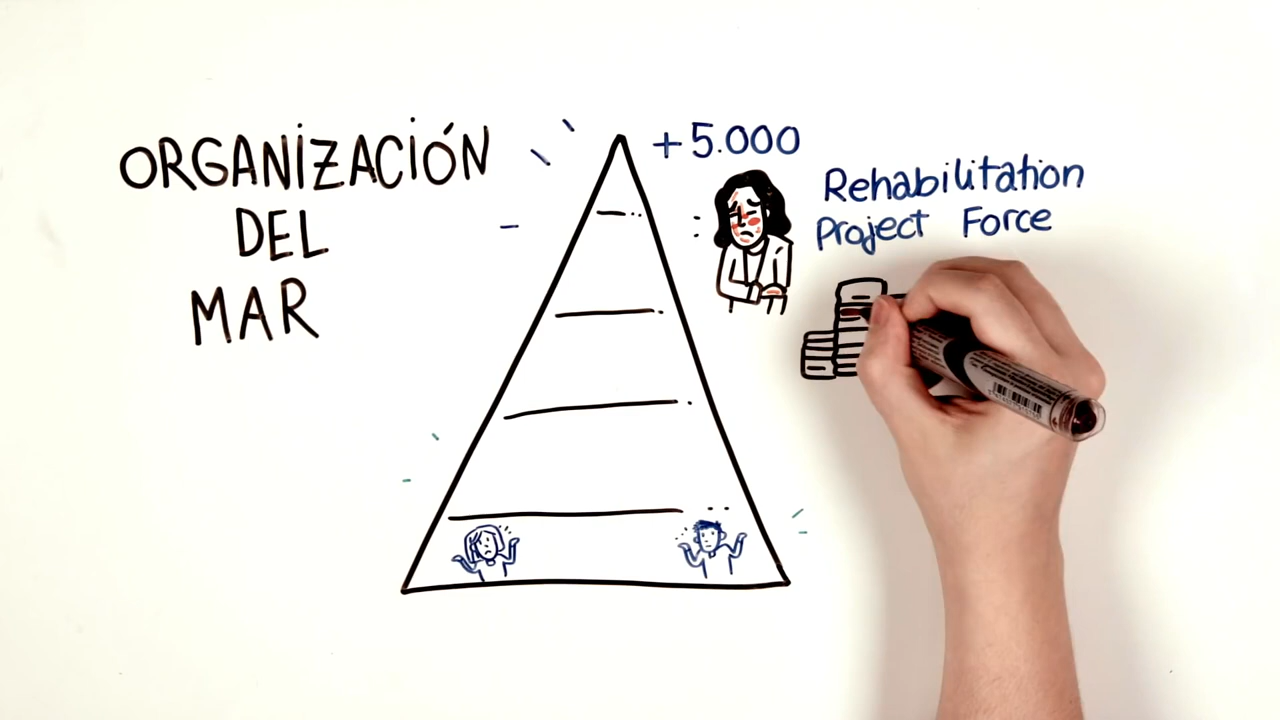 ORGANIZACIÓN
DEL
MAR
+5.000
Rehabilitation
Project Force